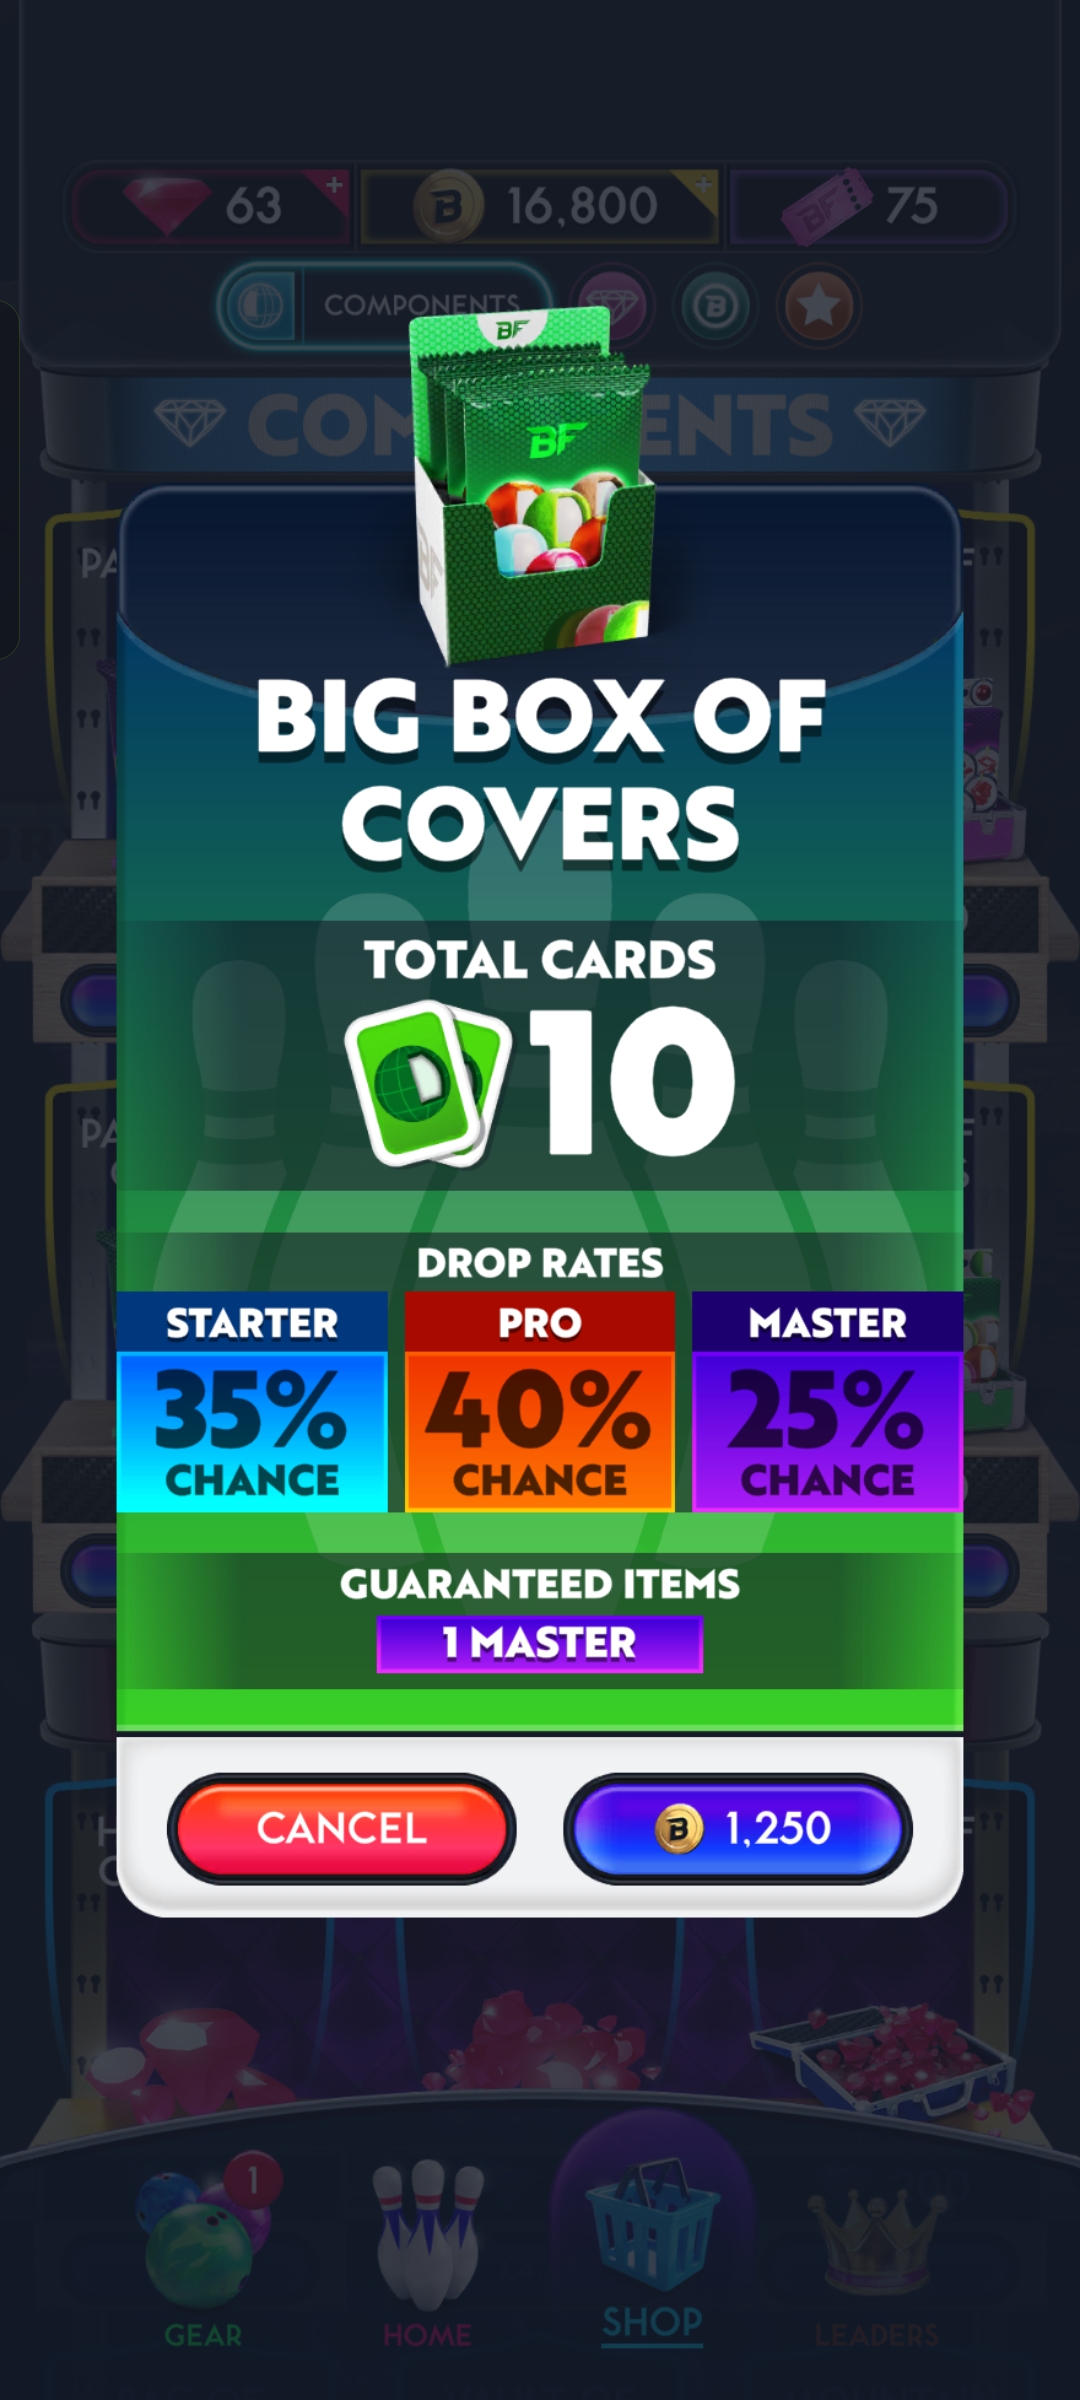 63
16,800
75
COMPONENTS
BF
BF
BIG BOX OF
COVERS
TOTAL CARDS
10
DROP RATES
STARTER
PRO
MASTER
35%
40%
25%
CHANCE
CHANCE
CHANCE
GUARANTEED ITEMS
1 MASTER
CANCEL
1,250
1
GEAR
HOME
SHOP
LEADERS